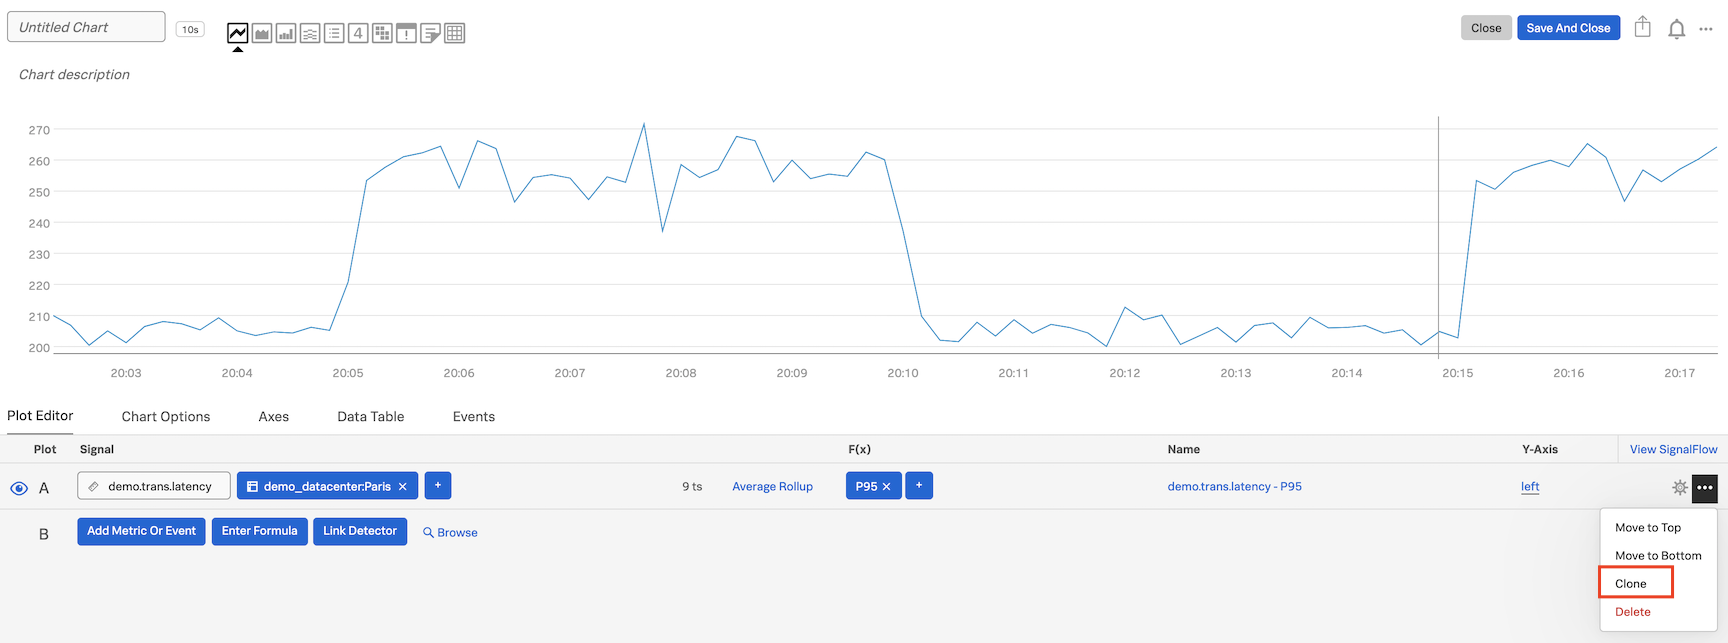 Untitled Chart 10s 4 Close Save And Close
Chart description
270
260
250
240
230
220
210
200
20:03 20:04 20:05 20:06 20:07 20:08 20:09 20:10 20:11 20:12 20:13 20:14 20:15 20:16 20:17
Plot Editor Chart Options Axes Data Table Events
Plot Signal F(x) Name Y-Axis View SignalFlow
A demo.trans.latency demo_datacenter:Paris × + 9 ts Average Rollup P95 × + demo.trans.latency - P95 left
B Add Metric Or Event Enter Formula Link Detector Browse
Move to Top
Move to Bottom
Clone
Delete